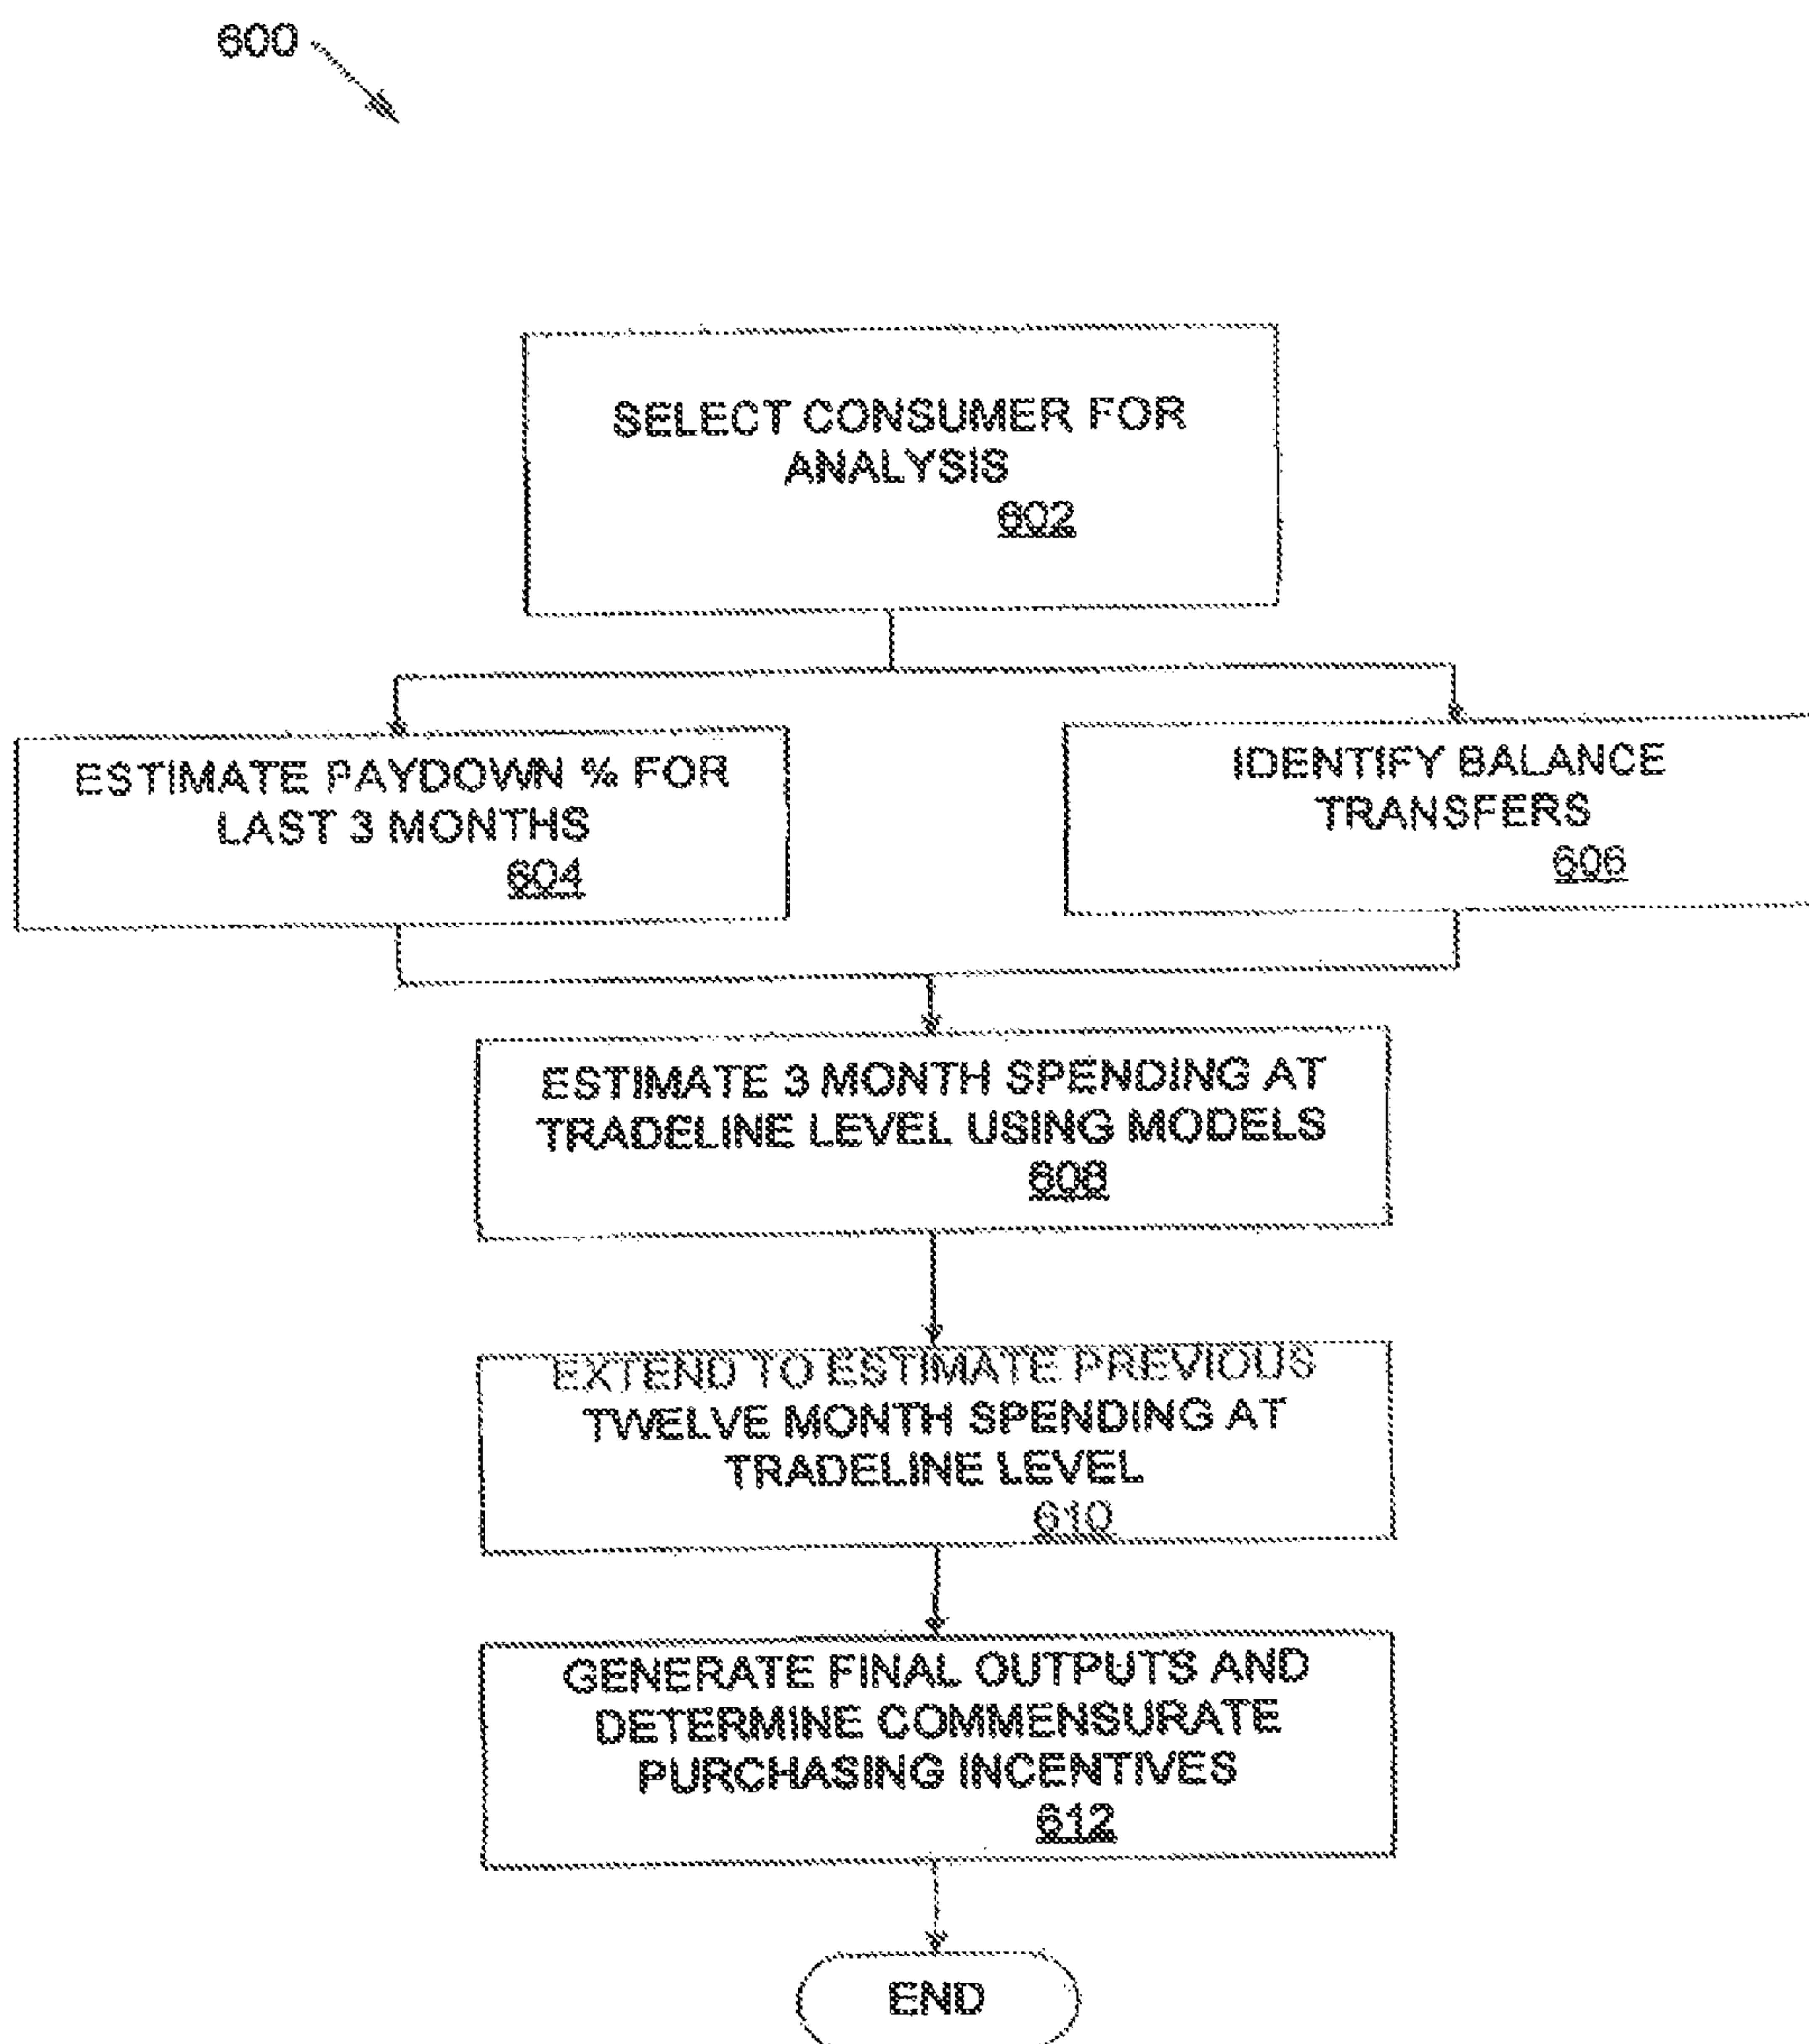 600
SELECT CONSUMER FOR
ANALYSIS
602
ESTIMATE PAYDOWN % FOR
LAST 3 MONTHS
604
IDENTIFY BALANCE
TRANSFERS
606
ESTIMATE 3 MONTH SPENDING AT
TRADELINE LEVEL USING MODELS
608
EXTEND TO ESTIMATE PREVIOUS
TWELVE MONTH SPENDING AT
TRADELINE LEVEL
610
GENERATE FINAL OUTPUTS AND
DETERMINE COMMENSURATE
PURCHASING INCENTIVES
612
END